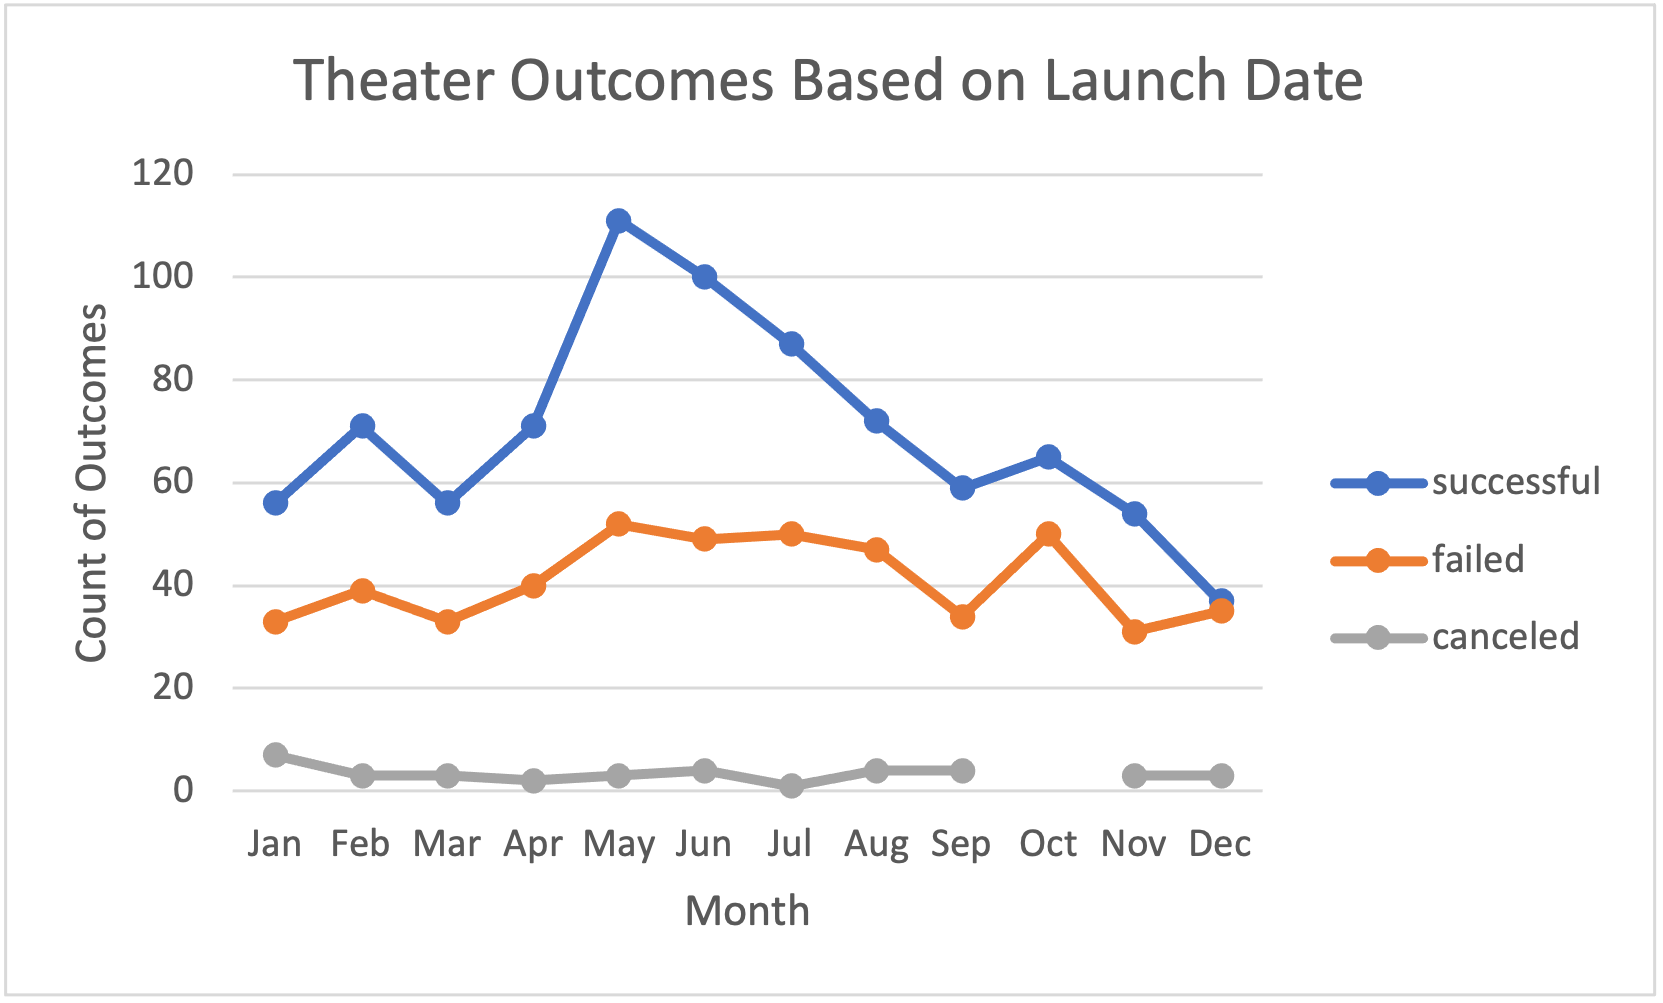 Theater Outcomes Based on Launch Date
120
100
80
60
40
20
0
Count of Outcomes
Jan Feb Mar Apr May Jun Jul Aug Sep Oct Nov Dec
Month
successful
failed
canceled